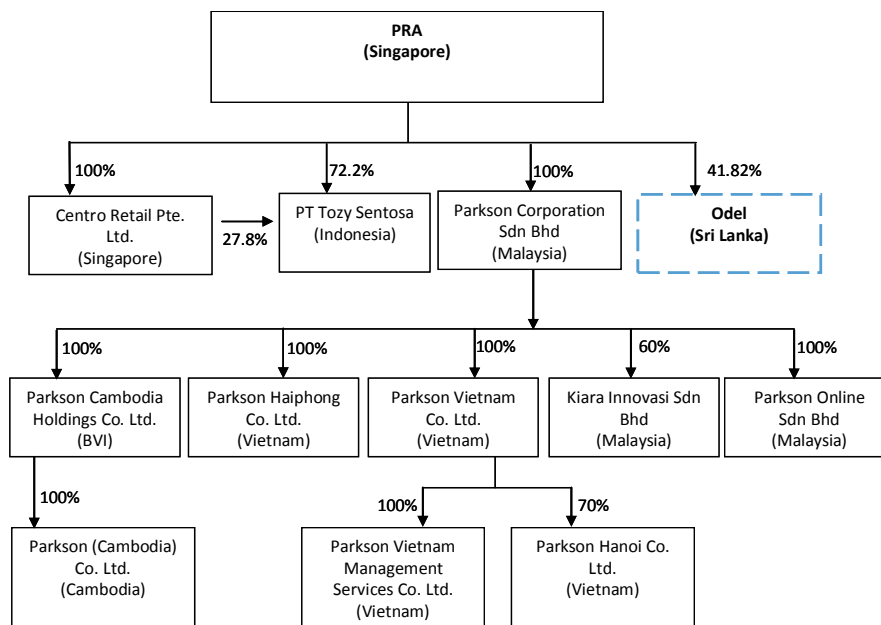 PRA
(Singapore)
100%
72.2%
100%
41.82%
Centro Retail Pte.
Ltd.
(Singapore)
27.8%
PT Tozy Sentosa
(Indonesia)
Parkson Corporation
Sdn Bhd
(Malaysia)
Odel
(Sri Lanka)
100%
100%
100%
60%
100%
Parkson Cambodia
Holdings Co. Ltd.
(BVI)
Parkson Haiphong
Co. Ltd.
(Vietnam)
Parkson Vietnam
Co. Ltd.
(Vietnam)
Kiara Innovasi Sdn
Bhd
(Malaysia)
Parkson Online
Sdn Bhd
(Malaysia)
100%
100%
70%
Parkson (Cambodia)
Co. Ltd.
(Cambodia)
Parkson Vietnam
Management
Services Co. Ltd.
(Vietnam)
Parkson Hanoi Co.
Ltd.
(Vietnam)